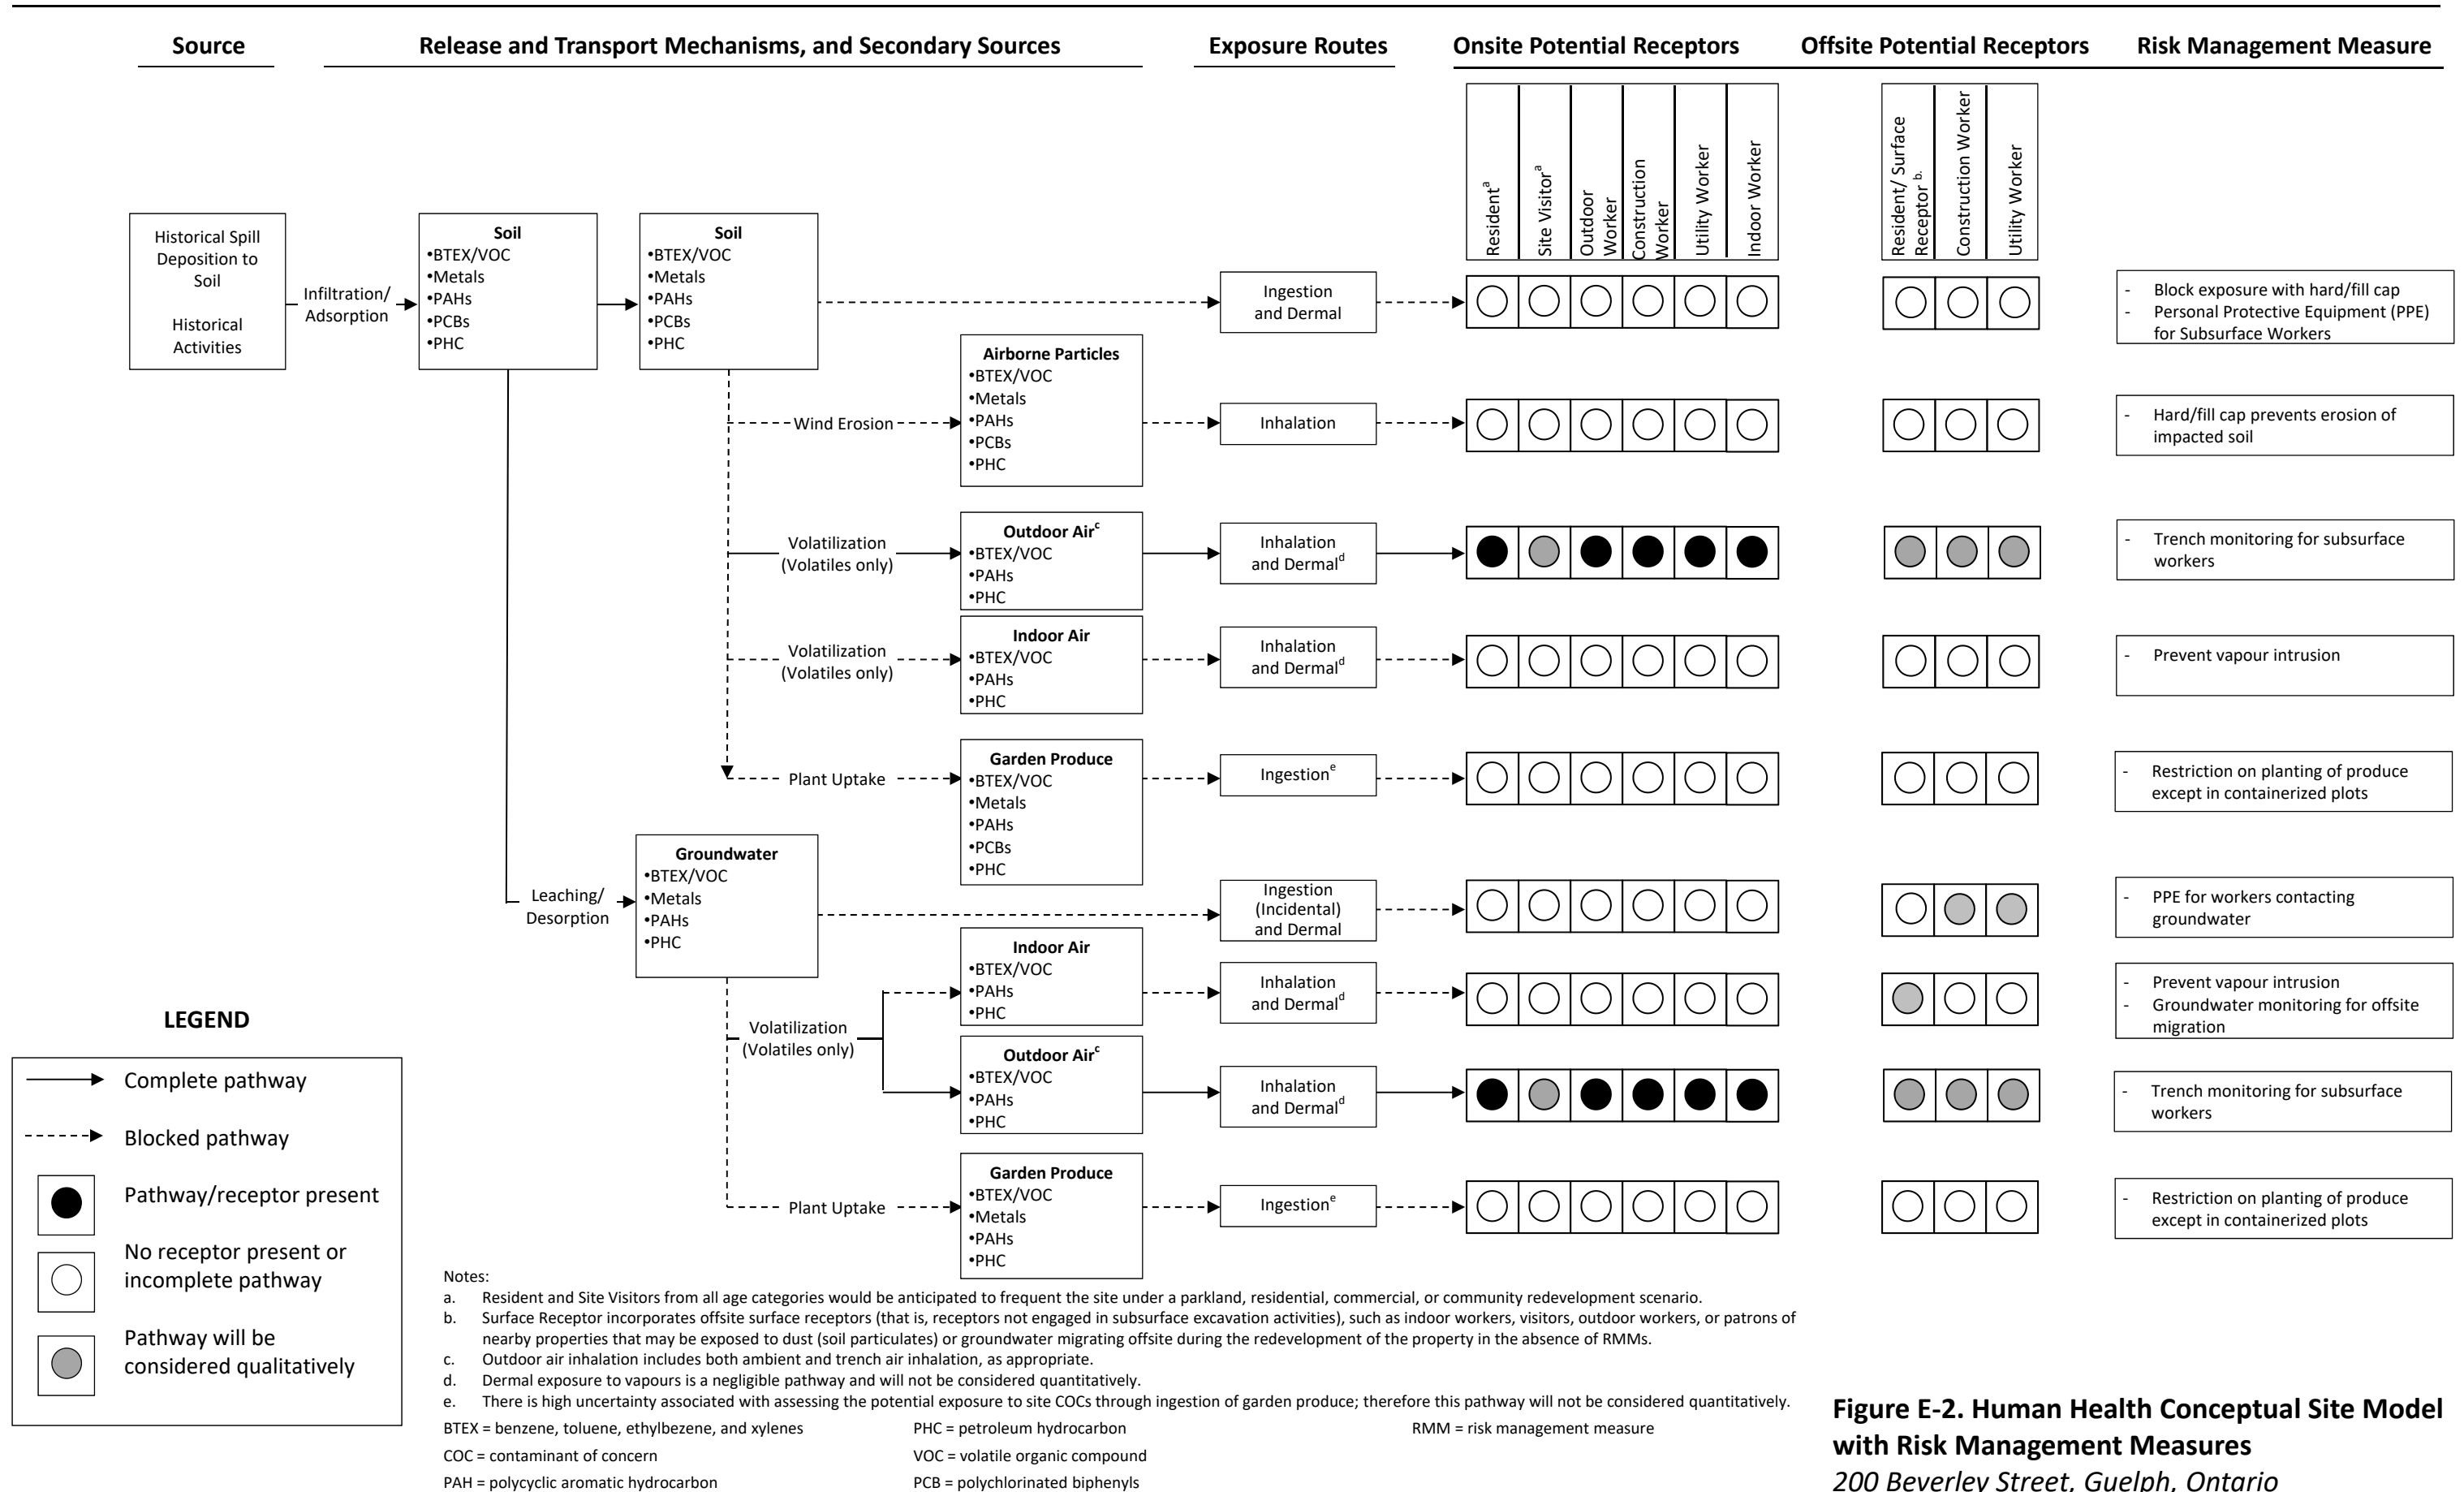 Source
Release and Transport Mechanisms, and Secondary Sources
Exposure Routes
Onsite Potential Receptors
Offsite Potential Receptors
Risk Management Measure
Resident^a
Site Visitor^a
Outdoor
Worker
Construction
Worker
Utility Worker
Indoor Worker
Resident/ Surface
Receptor ^b.
Construction Worker
Utility Worker
Historical Spill
Deposition to
Soil
Historical
Activities
Infiltration/
Adsorption
Soil
•BTEX/VOC
•Metals
•PAHs
•PCBs
•PHC
Soil
•BTEX/VOC
•Metals
•PAHs
•PCBs
•PHC
Ingestion
and Dermal
- Block exposure with hard/fill cap
- Personal Protective Equipment (PPE)
for Subsurface Workers
Wind Erosion
Airborne Particles
•BTEX/VOC
•Metals
•PAHs
•PCBs
•PHC
Inhalation
- Hard/fill cap prevents erosion of
impacted soil
Volatilization
(Volatiles only)
Outdoor Air^c
•BTEX/VOC
•PAHs
•PHC
Inhalation
and Dermal^d
- Trench monitoring for subsurface
workers
Volatilization
(Volatiles only)
Indoor Air
•BTEX/VOC
•PAHs
•PHC
Inhalation
and Dermal^d
- Prevent vapour intrusion
Plant Uptake
Garden Produce
•BTEX/VOC
•Metals
•PAHs
•PCBs
•PHC
Ingestion^e
- Restriction on planting of produce
except in containerized plots
Leaching/
Desorption
Groundwater
•BTEX/VOC
•Metals
•PAHs
•PHC
Ingestion
(Incidental)
and Dermal
- PPE for workers contacting
groundwater
Volatilization
(Volatiles only)
Indoor Air
•BTEX/VOC
•PAHs
•PHC
Inhalation
and Dermal^d
- Prevent vapour intrusion
- Groundwater monitoring for offsite
migration
Outdoor Air^c
•BTEX/VOC
•PAHs
•PHC
Inhalation
and Dermal^d
- Trench monitoring for subsurface
workers
Plant Uptake
Garden Produce
•BTEX/VOC
•Metals
•PAHs
•PHC
Ingestion^e
- Restriction on planting of produce
except in containerized plots
LEGEND
Complete pathway
Blocked pathway
Pathway/receptor present
No receptor present or
incomplete pathway
Pathway will be
considered qualitatively
Notes:
a. Resident and Site Visitors from all age categories would be anticipated to frequent the site under a parkland, residential, commercial, or community redevelopment scenario.
b. Surface Receptor incorporates offsite surface receptors (that is, receptors not engaged in subsurface excavation activities), such as indoor workers, visitors, outdoor workers, or patrons of
nearby properties that may be exposed to dust (soil particulates) or groundwater migrating offsite during the redevelopment of the property in the absence of RMMs.
c. Outdoor air inhalation includes both ambient and trench air inhalation, as appropriate.
d. Dermal exposure to vapours is a negligible pathway and will not be considered quantitatively.
e. There is high uncertainty associated with assessing the potential exposure to site COCs through ingestion of garden produce; therefore this pathway will not be considered quantitatively.
BTEX = benzene, toluene, ethylbezene, and xylenes
PHC = petroleum hydrocarbon
RMM = risk management measure
COC = contaminant of concern
VOC = volatile organic compound
PAH = polycyclic aromatic hydrocarbon
PCB = polychlorinated biphenyls
Figure E-2. Human Health Conceptual Site Model
with Risk Management Measures
200 Beverley Street, Guelph, Ontario